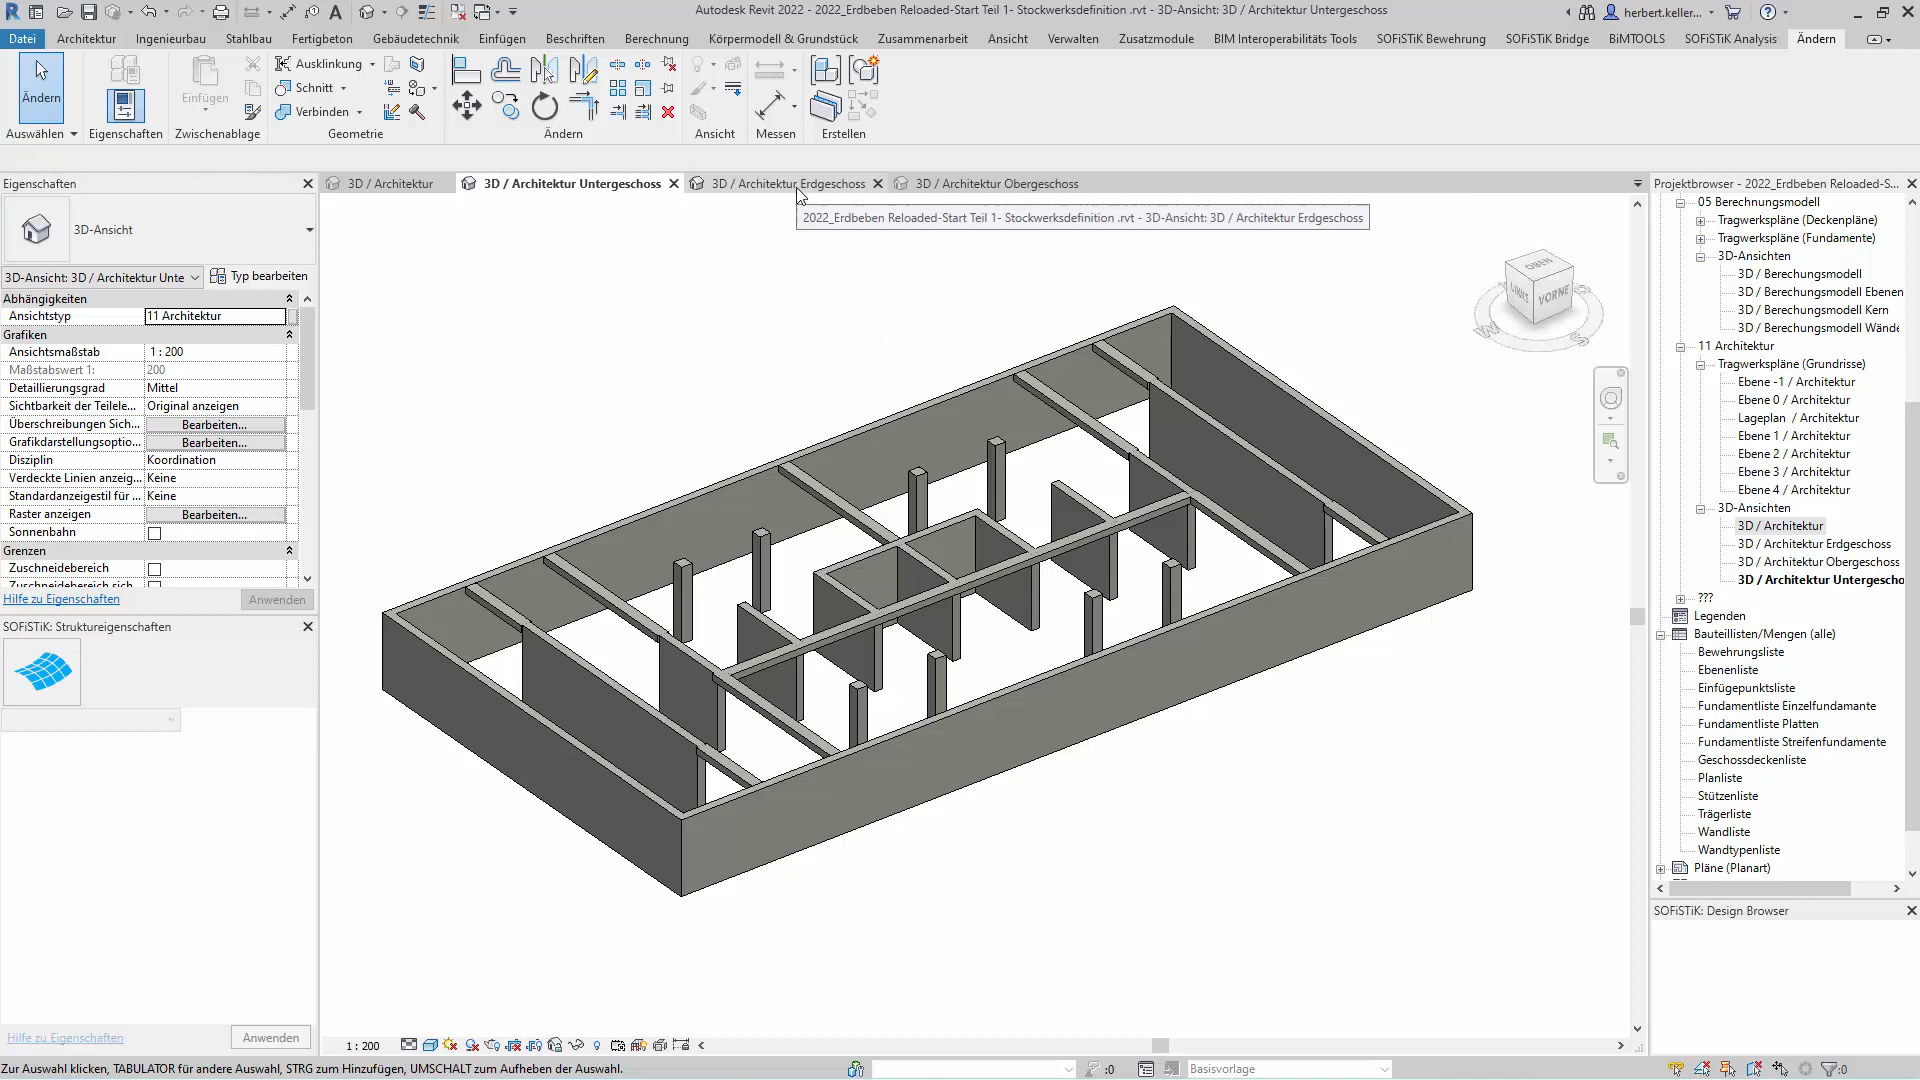 Autodesk Revit 2022 - 2022_Erdbeben Reloaded-Start Teil 1- Stockwerksdefinition .rvt - 3D-Ansicht: 3D / Architektur Untergeschoss
herbert.keller...
Datei Architektur Ingenieurbau Stahlbau Fertigbeton Gebäudetechnik Einfügen Beschriften Berechnung Körpermodell & Grundstück Zusammenarbeit Ansicht Verwalten Zusatzmodule BIM Interoperabilitäts Tools SOFiSTiK Bewehrung SOFiSTiK Bridge BiMTOOLS SOFiSTiK Analysis Ändern
Ändern
Einfügen
Ausklinkung
Schnitt
Verbinden
Auswählen Eigenschaften Zwischenablage Geometrie Ändern Ansicht Messen Erstellen
Eigenschaften
3D / Architektur
3D / Architektur Untergeschoss
3D / Architektur Erdgeschoss
3D / Architektur Obergeschoss
2022_Erdbeben Reloaded-Start Teil 1- Stockwerksdefinition .rvt - 3D-Ansicht: 3D / Architektur Erdgeschoss
3D-Ansicht
3D-Ansicht: 3D / Architektur Unte
Typ bearbeiten
Abhängigkeiten
Ansichtstyp 11 Architektur
Grafiken
Ansichtsmaßstab 1 : 200
Maßstabswert 1: 200
Detaillierungsgrad Mittel
Sichtbarkeit der Teilele... Original anzeigen
Überschreibungen Sich... Bearbeiten...
Grafikdarstellungsoptio... Bearbeiten...
Disziplin Koordination
Verdeckte Linien anzeig... Keine
Standardanzeigestil für ... Keine
Raster anzeigen Bearbeiten...
Sonnenbahn
Grenzen
Zuschneidebereich
Zuschneidebereich sich
Hilfe zu Eigenschaften Anwenden
SOFiSTiK: Struktureigenschaften
Hilfe zu Eigenschaften Anwenden
OBEN
LINKS
VORNE
W
S
1 : 200
Projektbrowser - 2022_Erdbeben Reloaded-S...
05 Berechnungsmodell
Tragwerkspläne (Deckenpläne)
Tragwerkspläne (Fundamente)
3D-Ansichten
3D / Berechungsmodell
3D / Berechungsmodell Ebenen
3D / Berechungsmodell Kern
3D / Berechungsmodell Wände
11 Architektur
Tragwerkspläne (Grundrisse)
Ebene -1 / Architektur
Ebene 0 / Architektur
Lageplan / Architektur
Ebene 1 / Architektur
Ebene 2 / Architektur
Ebene 3 / Architektur
Ebene 4 / Architektur
3D-Ansichten
3D / Architektur
3D / Architektur Erdgeschoss
3D / Architektur Obergeschoss
3D / Architektur Untergescho
???
Legenden
Bauteillisten/Mengen (alle)
Bewehrungsliste
Ebenenliste
Einfügepunktsliste
Fundamentliste Einzelfundamante
Fundamentliste Platten
Fundamentliste Streifenfundamente
Geschossdeckenliste
Planliste
Stützenliste
Trägerliste
Wandliste
Wandtypenliste
Pläne (Planart)
SOFiSTiK: Design Browser
Zur Auswahl klicken, TABULATOR für andere Auswahl, STRG zum Hinzufügen, UMSCHALT zum Aufheben der Auswahl.
:0
Basisvorlage
:0